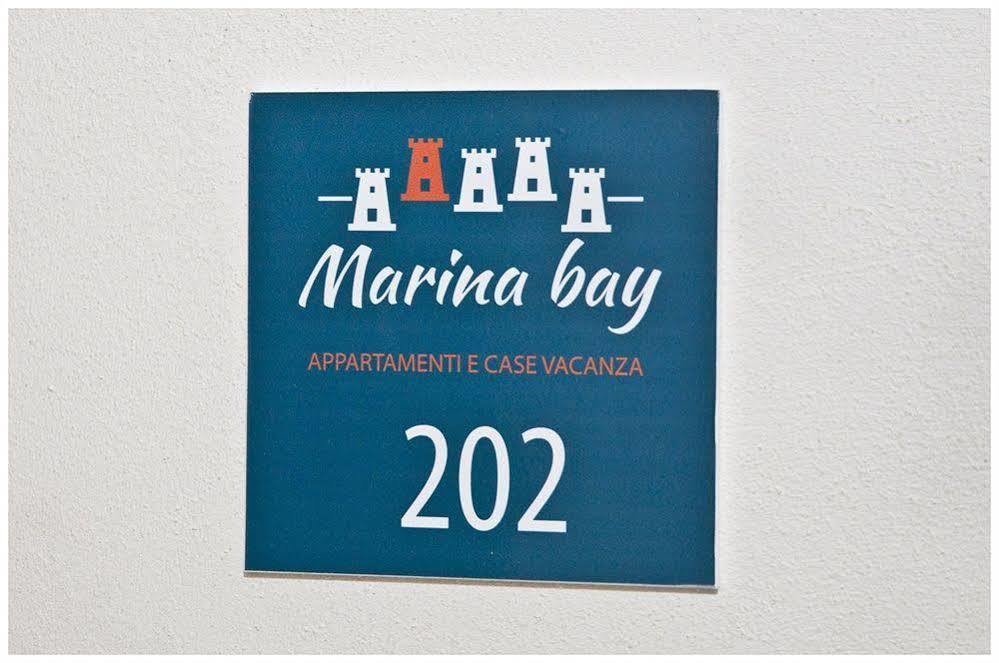 Marina bay
APPARTAMENTI E CASE VACANZA
202